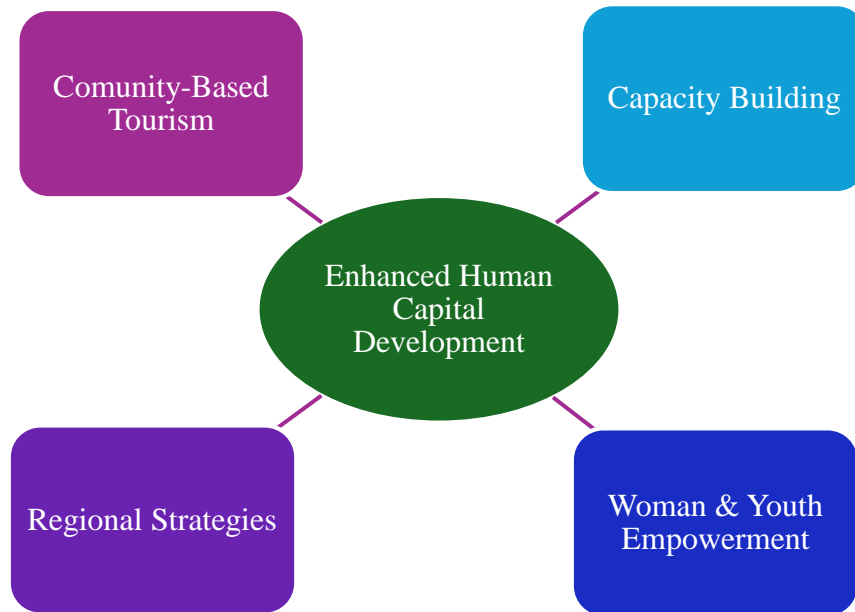 Comunity-Based
Tourism
Capacity Building
Enhanced Human
Capital
Development
Regional Strategies
Woman & Youth
Empowerment